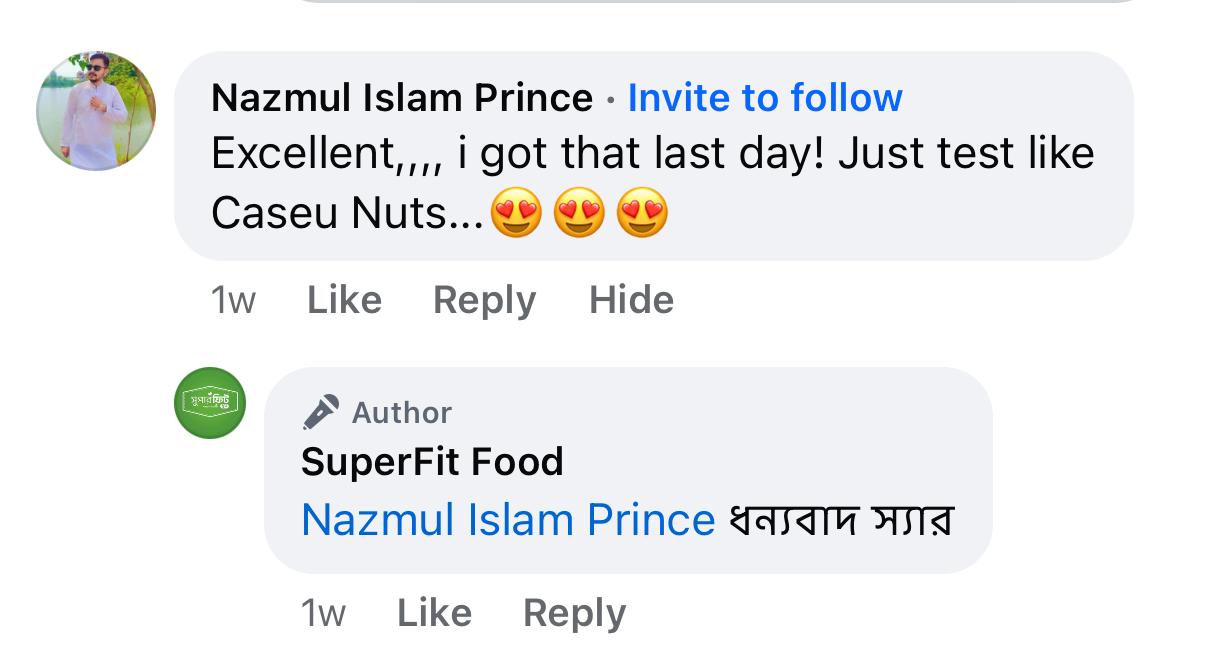 Nazmul Islam Prince · Invite to follow
Excellent,,,, i got that last day! Just test like
Caseu Nuts...😍😍😍
1w Like Reply Hide
সুপারফিট
Author
SuperFit Food
Nazmul Islam Prince ধন্যবাদ স্যার
1w Like Reply